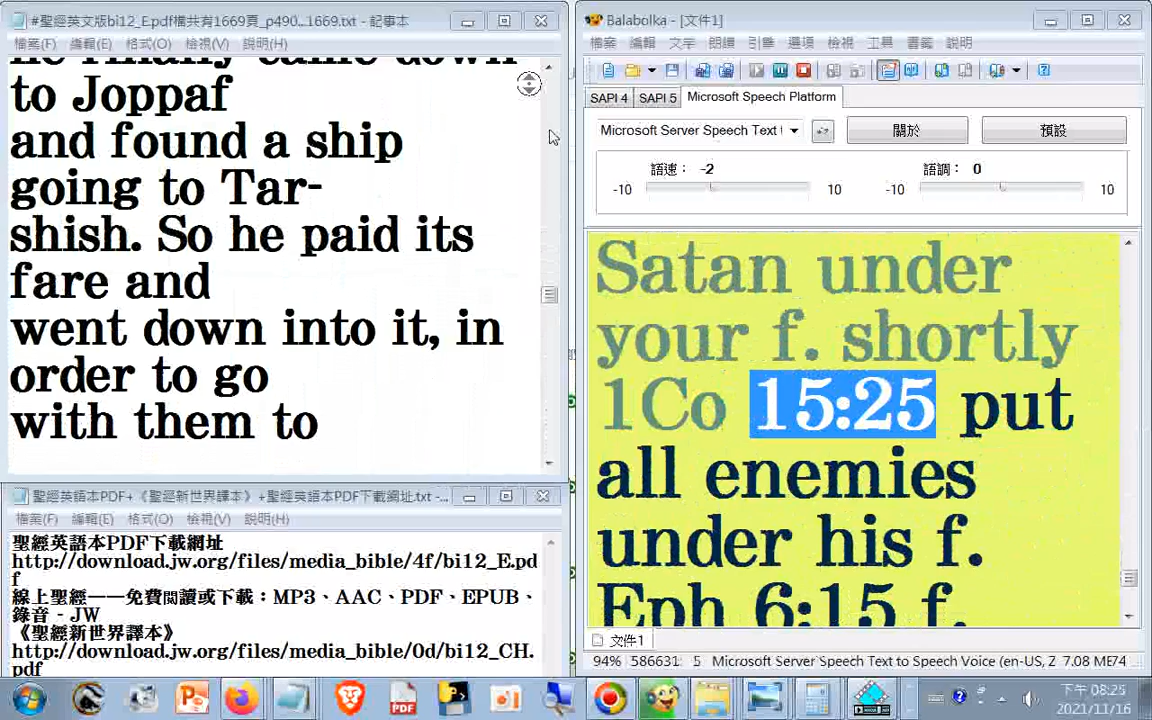 #聖經英文版bi12_E.pdf檔共有1669頁_p490...1669.txt - 記事本
檔案(F) 編輯(E) 格式(O) 檢視(V) 說明(H)
he finally came down
to Joppaf
and found a ship
going to Tar-
shish. So he paid its
fare and
went down into it, in
order to go
with them to
聖經英語本PDF+《聖經新世界譯本》+聖經英語本PDF下載網址.txt - ...
檔案(F) 編輯(E) 格式(O) 檢視(V) 說明(H)
聖經英語本PDF下載網址
http://download.jw.org/files/media_bible/4f/bi12_E.pd
f
線上聖經——免費閱讀或下載：MP3、AAC、PDF、EPUB、
錄音 - JW
《聖經新世界譯本》
http://download.jw.org/files/media_bible/0d/bi12_CH.
pdf
Balabolka - [文件1]
檔案 編輯 文字 朗讀 引擎 選項 檢視 工具 書籤 說明
SAPI 4 SAPI 5 Microsoft Speech Platform
Microsoft Server Speech Text t 關於 預設
語速： -2 語調： 0
-10 10 -10 10
Satan under
your f. shortly
1Co 15:25 put
all enemies
under his f.
Eph 6:15 f.
文件1
94% 586631: 5 Microsoft Server Speech Text to Speech Voice (en-US, Z 7.08 ME74
PDF
下午 08:25
2021/11/16